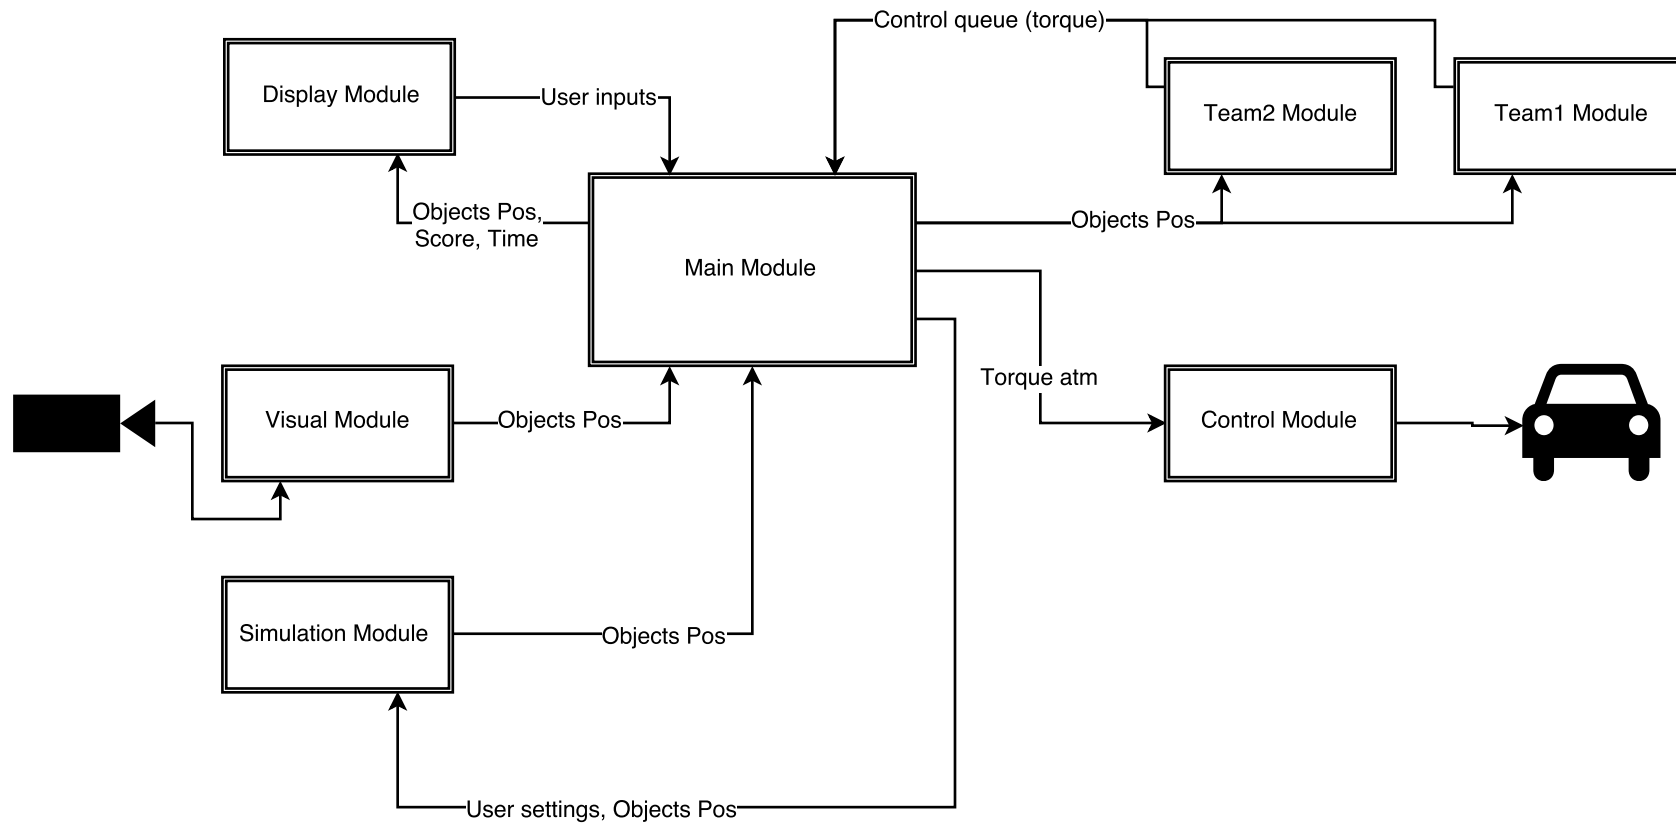 Control queue (torque)
Display Module
User inputs
Team2 Module
Team1 Module
Objects Pos,
Score, Time
Objects Pos
Main Module
Torque atm
Visual Module
Objects Pos
Control Module
Simulation Module
Objects Pos
User settings, Objects Pos